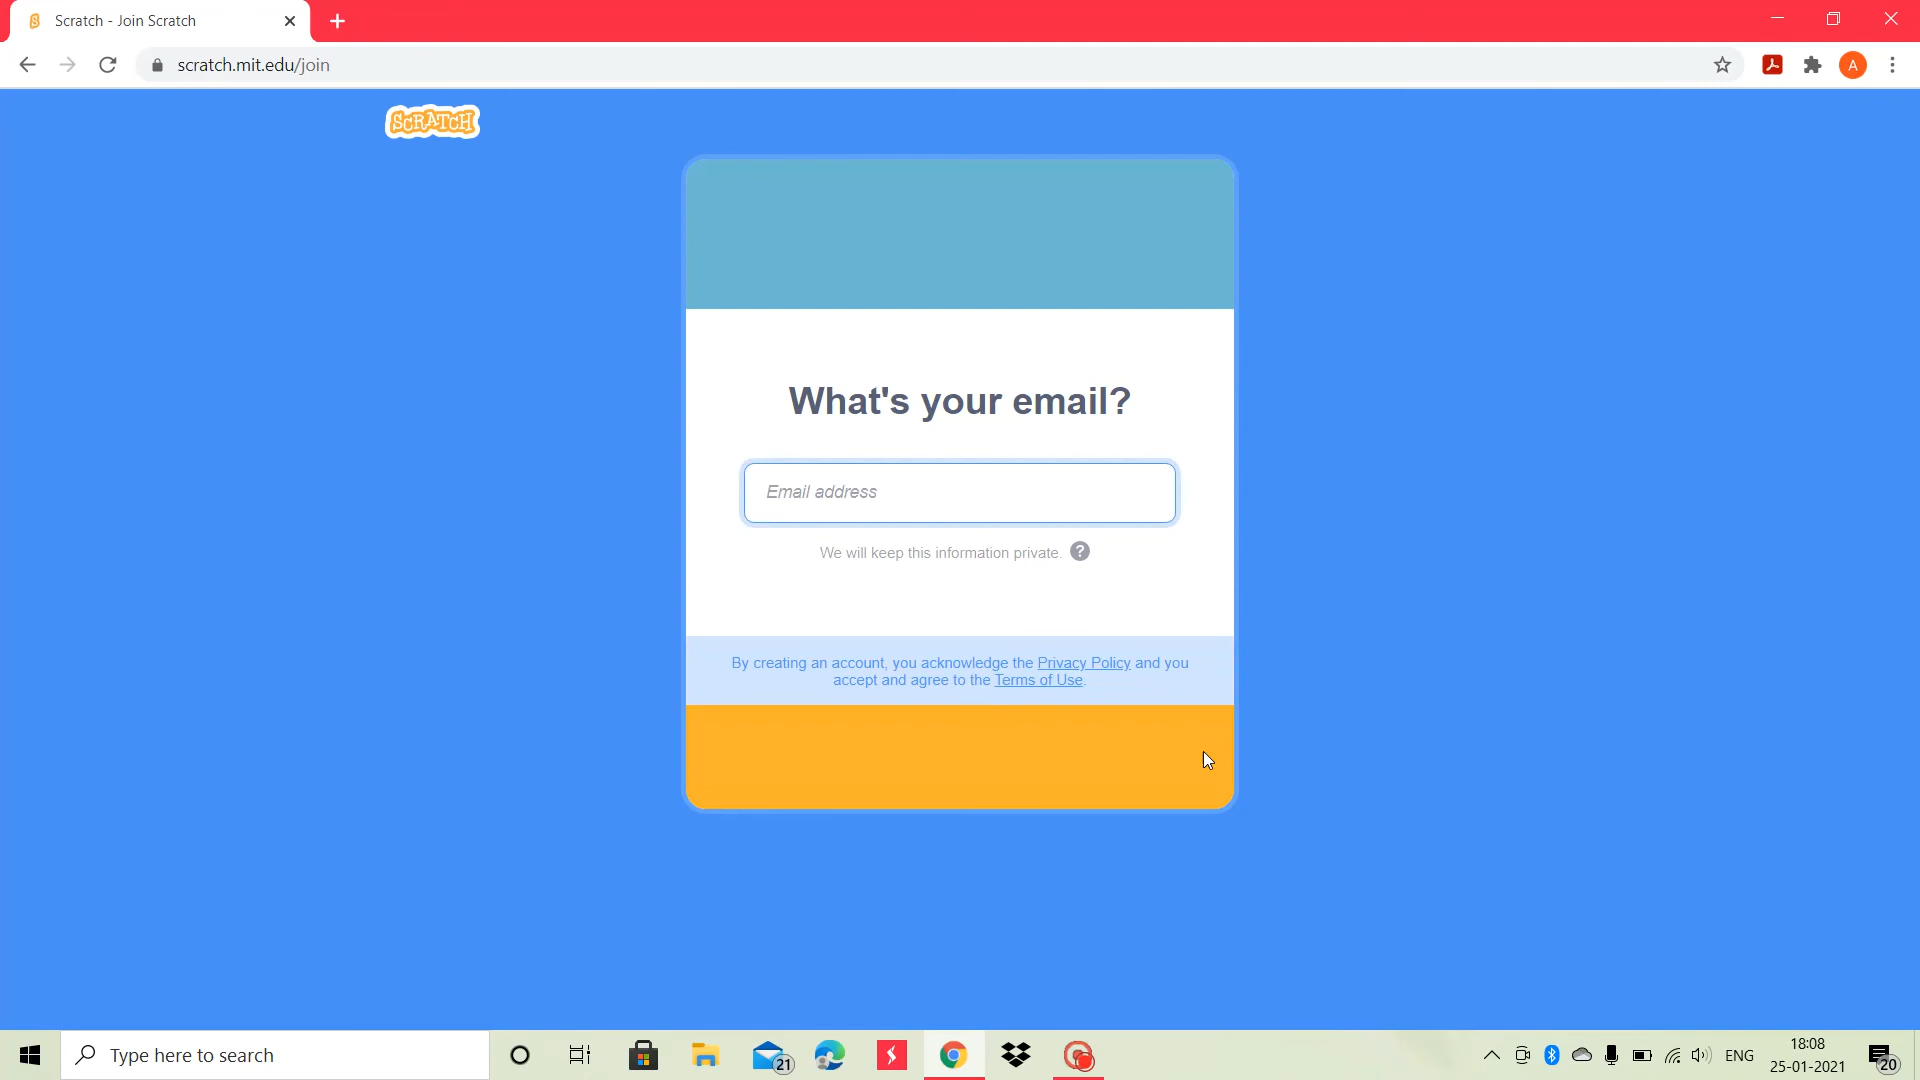 Scratch - Join Scratch
scratch.mit.edu/join
A
SCRATCH
What's your email?
Email address
We will keep this information private. ?
By creating an account, you acknowledge the Privacy Policy and you
accept and agree to the Terms of Use.
Type here to search
21
ENG
18:08
25-01-2021
20